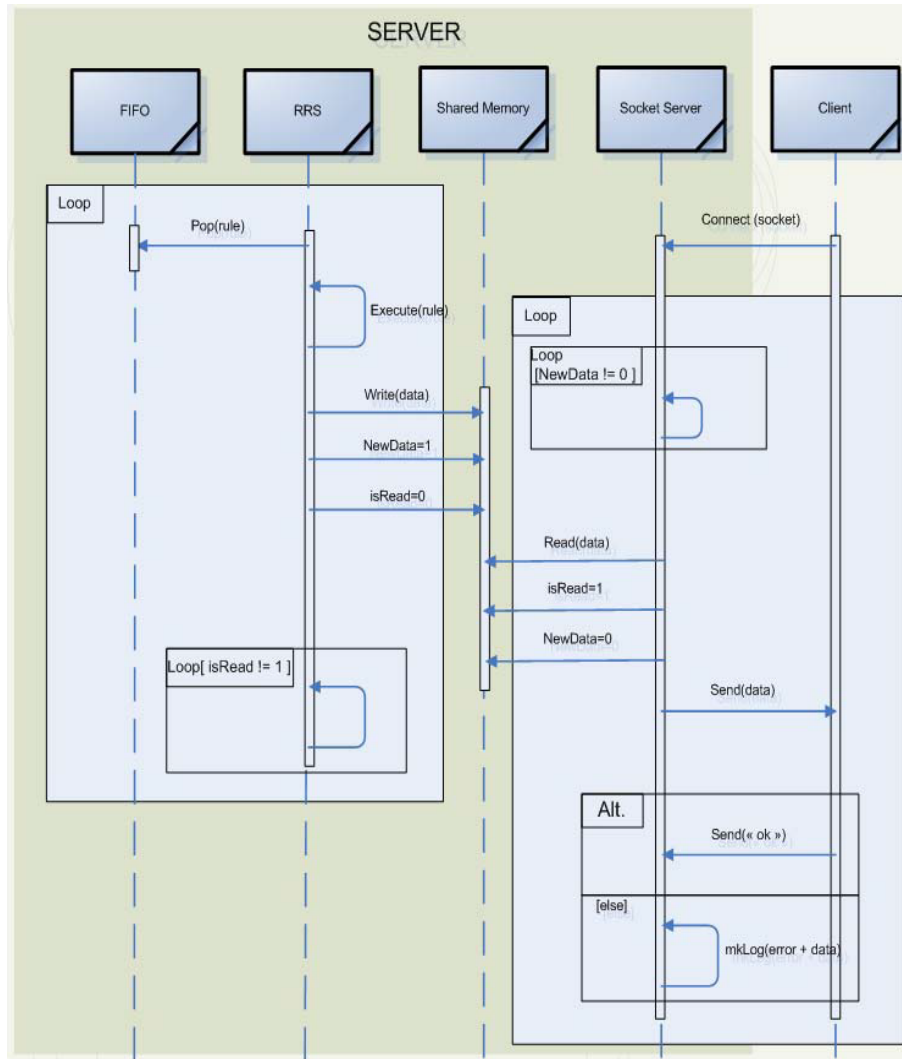 SERVER
FIFO
RRS
Shared Memory
Socket Server
Client
Loop
Pop(rule)
Connect (socket)
Execute(rule)
Loop
Loop
[NewData != 0 ]
Write(data)
NewData=1
isRead=0
Read(data)
isRead=1
NewData=0
Loop[ isRead != 1 ]
Send(data)
Alt.
Send(« ok »)
[else]
mkLog(error + data)